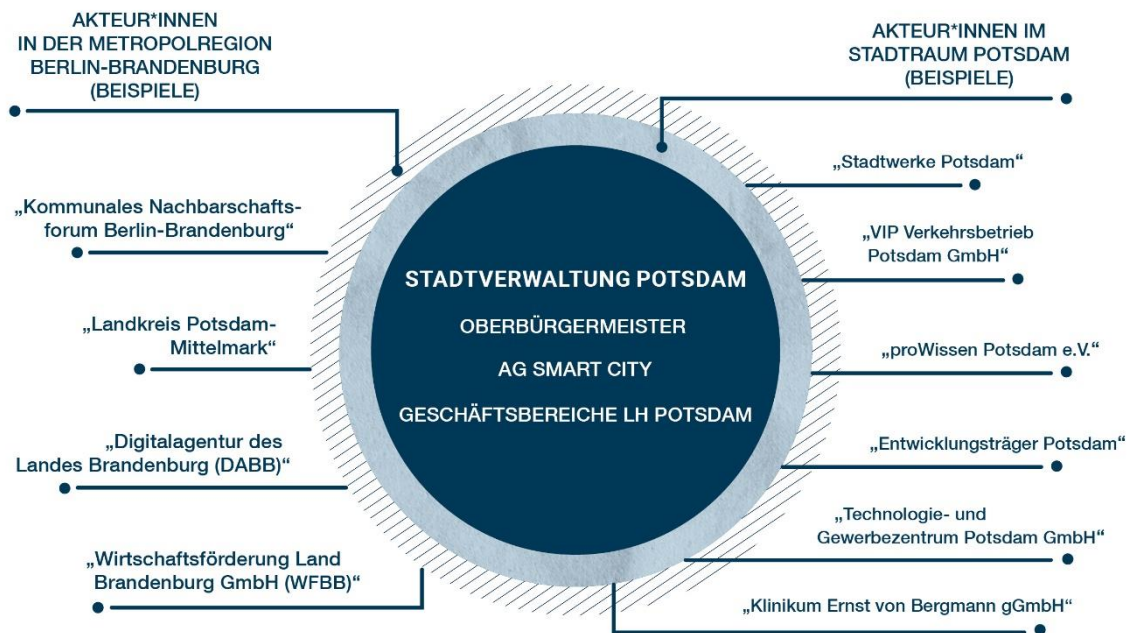 AKTEUR*INNEN
IN DER METROPOLREGION
BERLIN-BRANDENBURG
(BEISPIELE)
„Kommunales Nachbarschafts-
forum Berlin-Brandenburg“
„Landkreis Potsdam-
Mittelmark“
„Digitalagentur des
Landes Brandenburg (DABB)“
„Wirtschaftsförderung Land
Brandenburg GmbH (WFBB)“
STADTVERWALTUNG POTSDAM
OBERBÜRGERMEISTER
AG SMART CITY
GESCHÄFTSBEREICHE LH POTSDAM
AKTEUR*INNEN IM
STADTRAUM POTSDAM
(BEISPIELE)
„Stadtwerke Potsdam“
„VIP Verkehrsbetrieb
Potsdam GmbH“
„proWissen Potsdam e.V.“
„Entwicklungsträger Potsdam“
„Technologie- und
Gewerbezentrum Potsdam GmbH“
„Klinikum Ernst von Bergmann gGmbH“